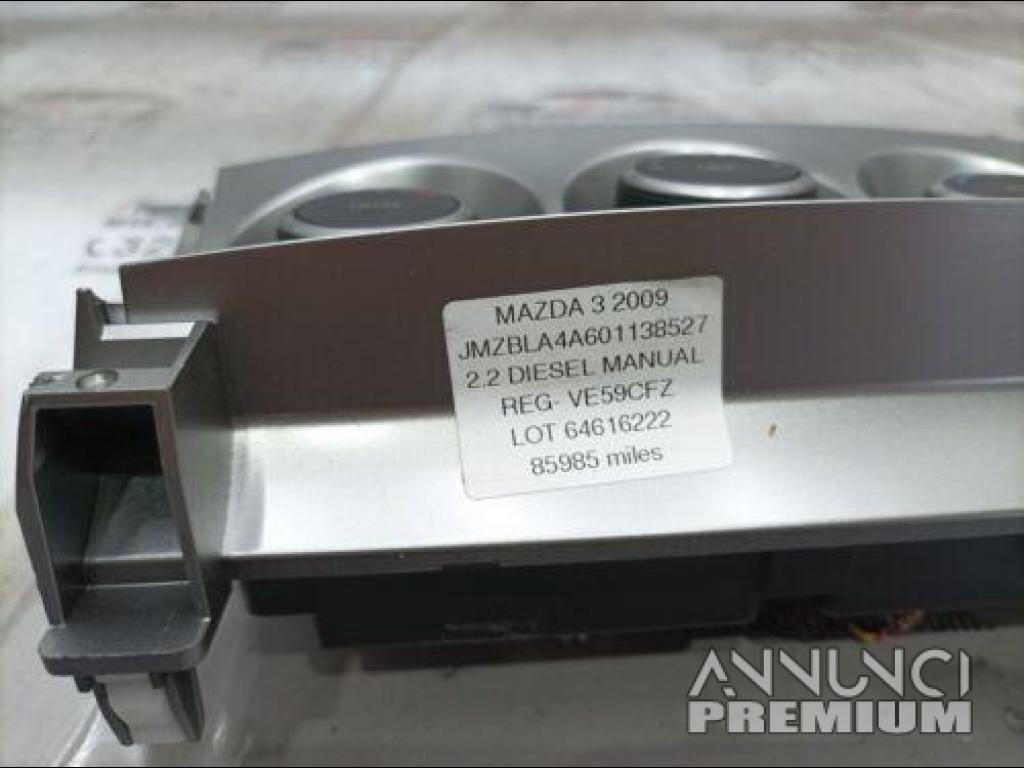 MAZDA 3 2009
JMZBLA4A601138527
2.2 DIESEL MANUAL
REG- VE59CFZ
LOT 64616222
85985 miles
ANNUNCI
PREMIUM